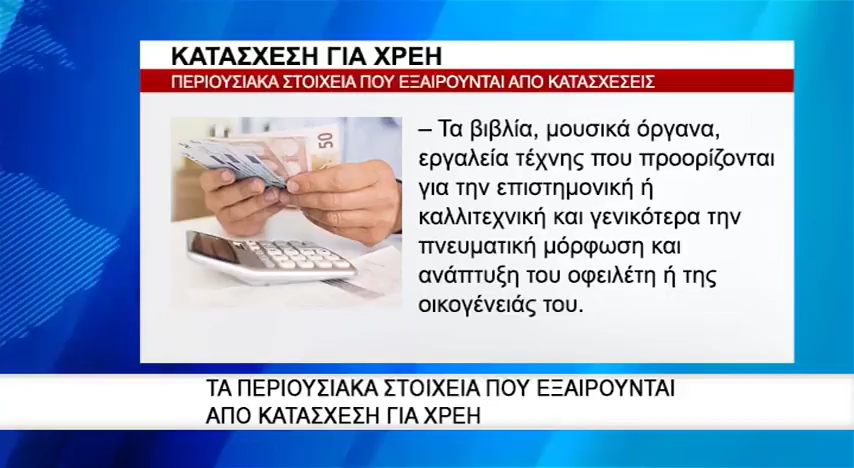 ΚΑΤΑΣΧΕΣΗ ΓΙΑ ΧΡΕΗ
ΠΕΡΙΟΥΣΙΑΚΑ ΣΤΟΙΧΕΙΑ ΠΟΥ ΕΞΑΙΡΟΥΝΤΑΙ ΑΠΟ ΚΑΤΑΣΧΕΣΕΙΣ
50
– Τα βιβλία, μουσικά όργανα,
εργαλεία τέχνης που προορίζονται
για την επιστημονική ή
καλλιτεχνική και γενικότερα την
πνευματική μόρφωση και
ανάπτυξη του οφειλέτη ή της
οικογένειάς του.
ΤΑ ΠΕΡΙΟΥΣΙΑΚΑ ΣΤΟΙΧΕΙΑ ΠΟΥ ΕΞΑΙΡΟΥΝΤΑΙ
ΑΠΟ ΚΑΤΑΣΧΕΣΗ ΓΙΑ ΧΡΕΗ